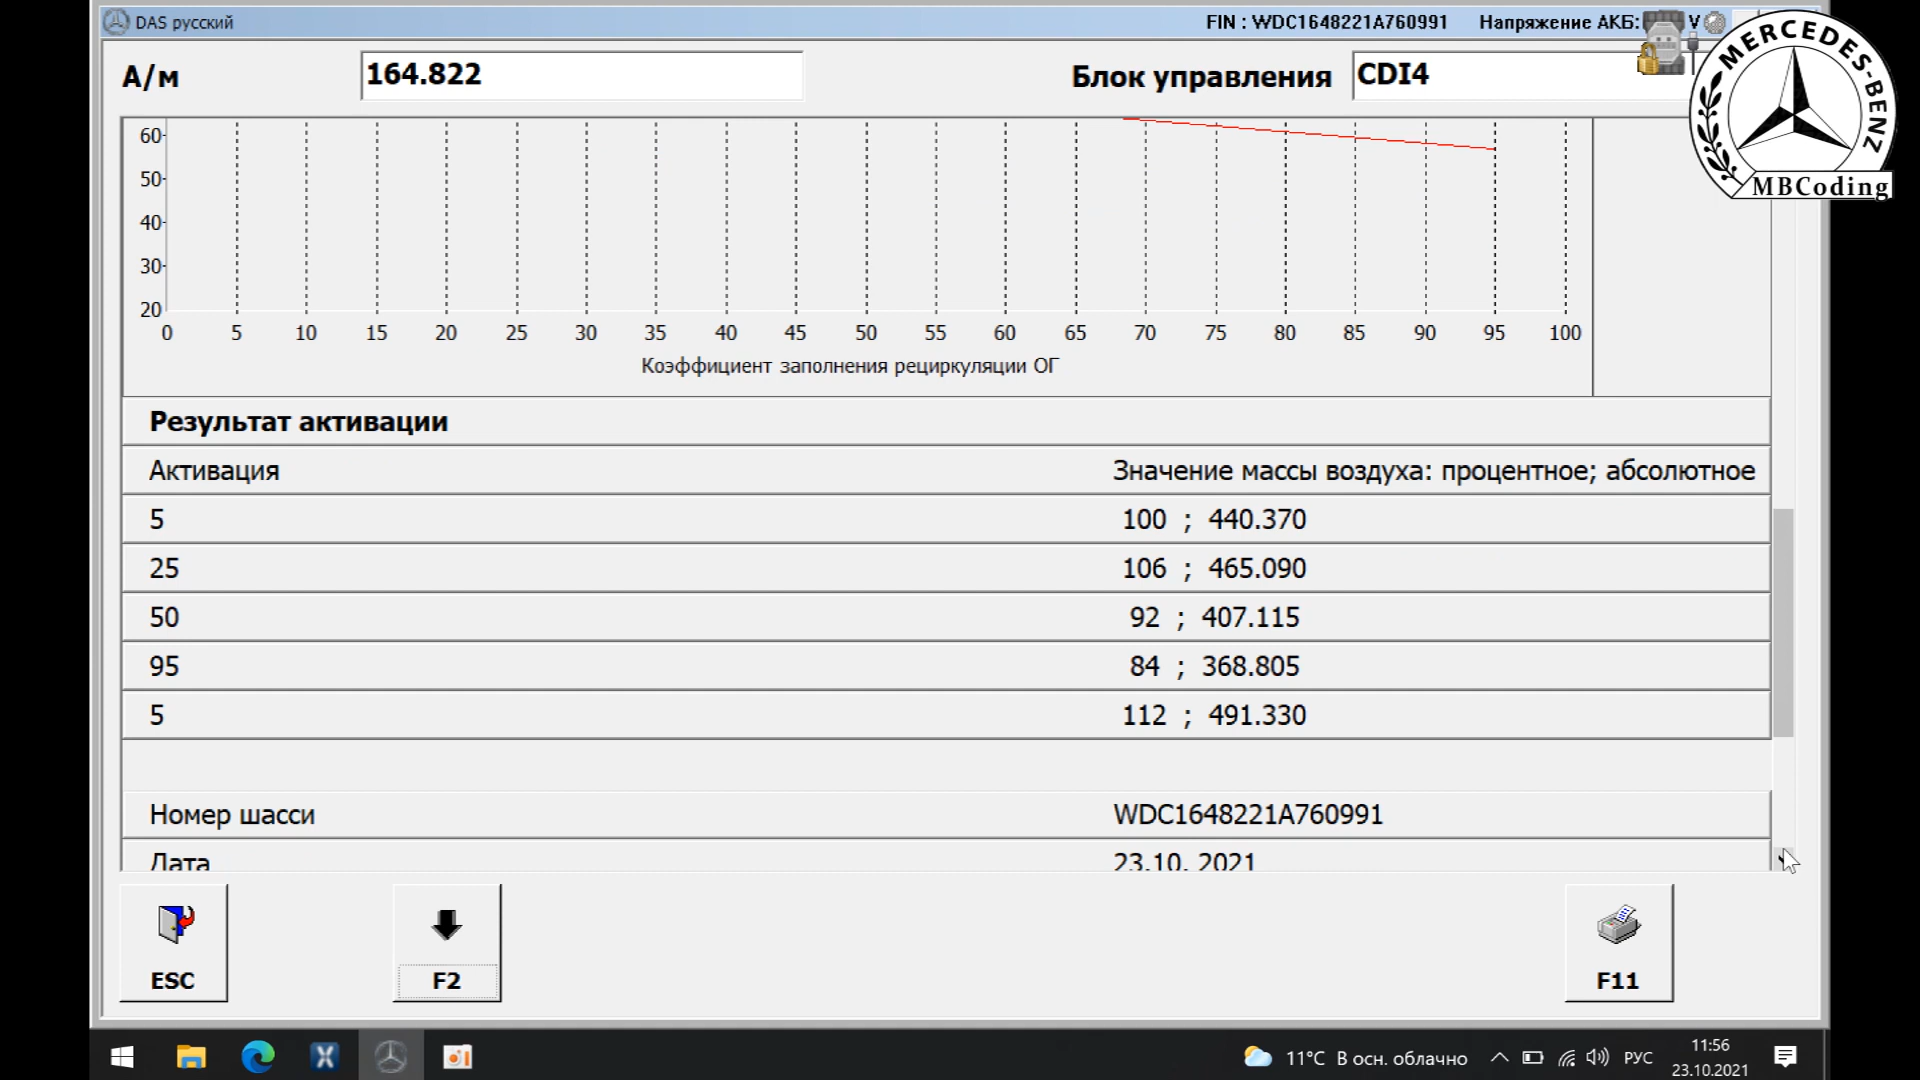 DAS русский
FIN : WDC1648221A760991
Напряжение АКБ: V
MERCEDES-BENZ
MBCoding
А/м
164.822
Блок управления
CDI4
60
50
40
30
20
0 5 10 15 20 25 30 35 40 45 50 55 60 65 70 75 80 85 90 95 100
Коэффициент заполнения рециркуляции ОГ
Результат активации
Активация Значение массы воздуха: процентное; абсолютное
5 100 ; 440.370
25 106 ; 465.090
50 92 ; 407.115
95 84 ; 368.805
5 112 ; 491.330
Номер шасси WDC1648221A760991
Дата 23.10. 2021
ESC
F2
F11
11°C В осн. облачно
РУС
11:56
23.10.2021